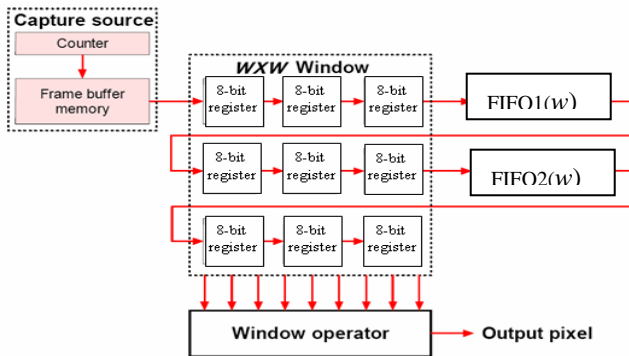 Capture source
Counter
Frame buffer
memory
wxw Window
8-bit
register
8-bit
register
8-bit
register
FIFO1(w)
8-bit
register
8-bit
register
8-bit
register
FIFO2(w)
8-bit
register
8-bit
register
8-bit
register
Window operator
Output pixel